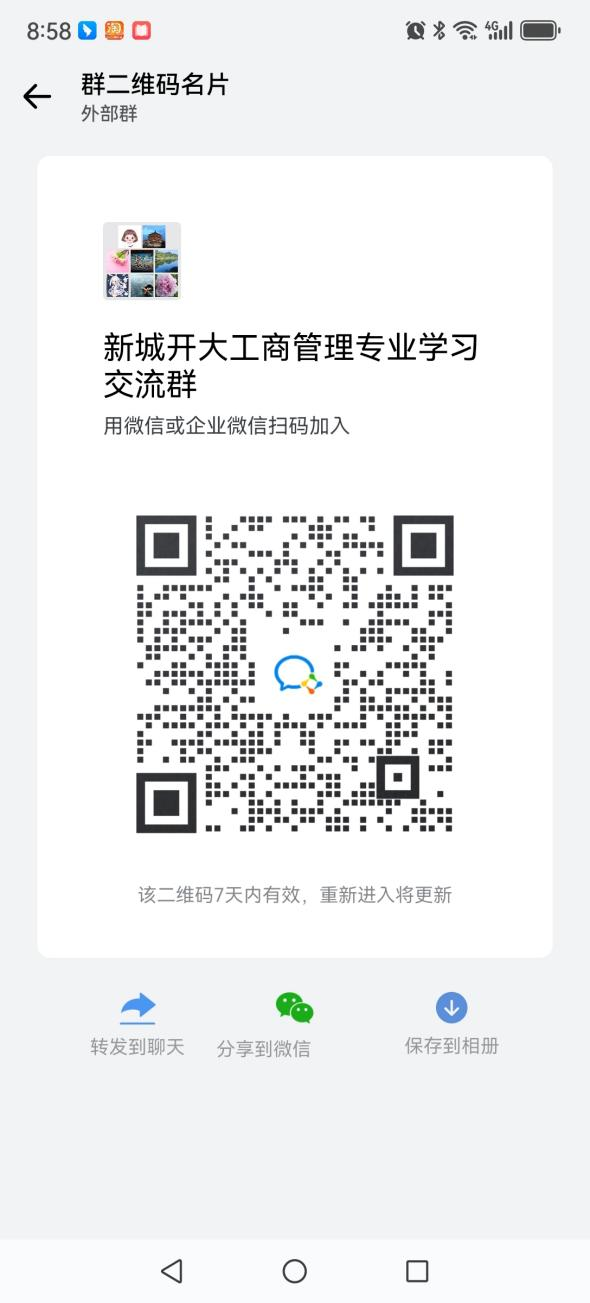 8:58
淘
4G
群二维码名片
外部群
新城开大工商管理专业学习
交流群
用微信或企业微信扫码加入
该二维码7天内有效，重新进入将更新
转发到聊天
分享到微信
保存到相册